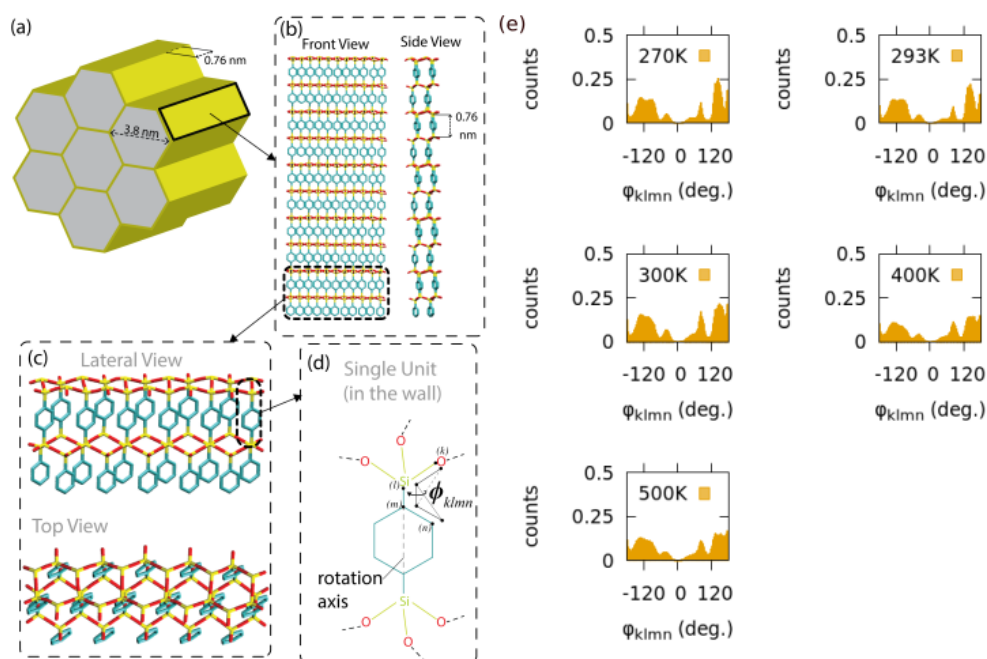 (a)
0.76 nm
3.8 nm
(b)
Front View
Side View
0.76
nm
(c)
Lateral View
Top View
(d)
Single Unit
(in the wall)
O
O
(k)
O
Si
(l)
ϕklmn
(m)
(n)
rotation
axis
Si
O
O
O
(e)
0.5
0.25
0
counts
270K
-120 0 120
φklmn (deg.)
0.5
0.25
0
counts
293K
-120 0 120
φklmn (deg.)
0.5
0.25
0
counts
300K
-120 0 120
φklmn (deg.)
0.5
0.25
0
counts
400K
-120 0 120
φklmn (deg.)
0.5
0.25
0
counts
500K
-120 0 120
φklmn (deg.)